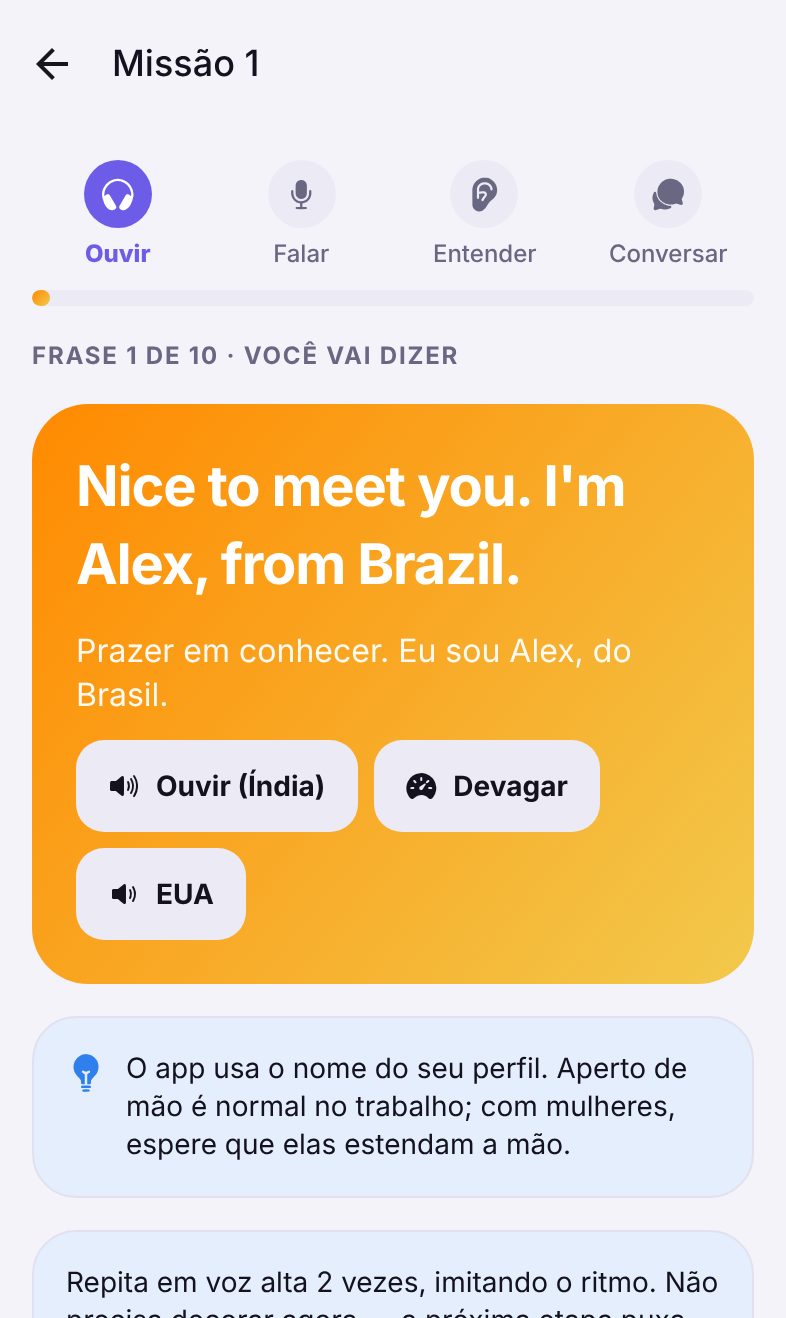 Missão 1
Ouvir
Falar
Entender
Conversar
FRASE 1 DE 10 · VOCÊ VAI DIZER
Nice to meet you. I'm
Alex, from Brazil.
Prazer em conhecer. Eu sou Alex, do
Brasil.
Ouvir (Índia)
Devagar
EUA
O app usa o nome do seu perfil. Aperto de
mão é normal no trabalho; com mulheres,
espere que elas estendam a mão.
Repita em voz alta 2 vezes, imitando o ritmo. Não